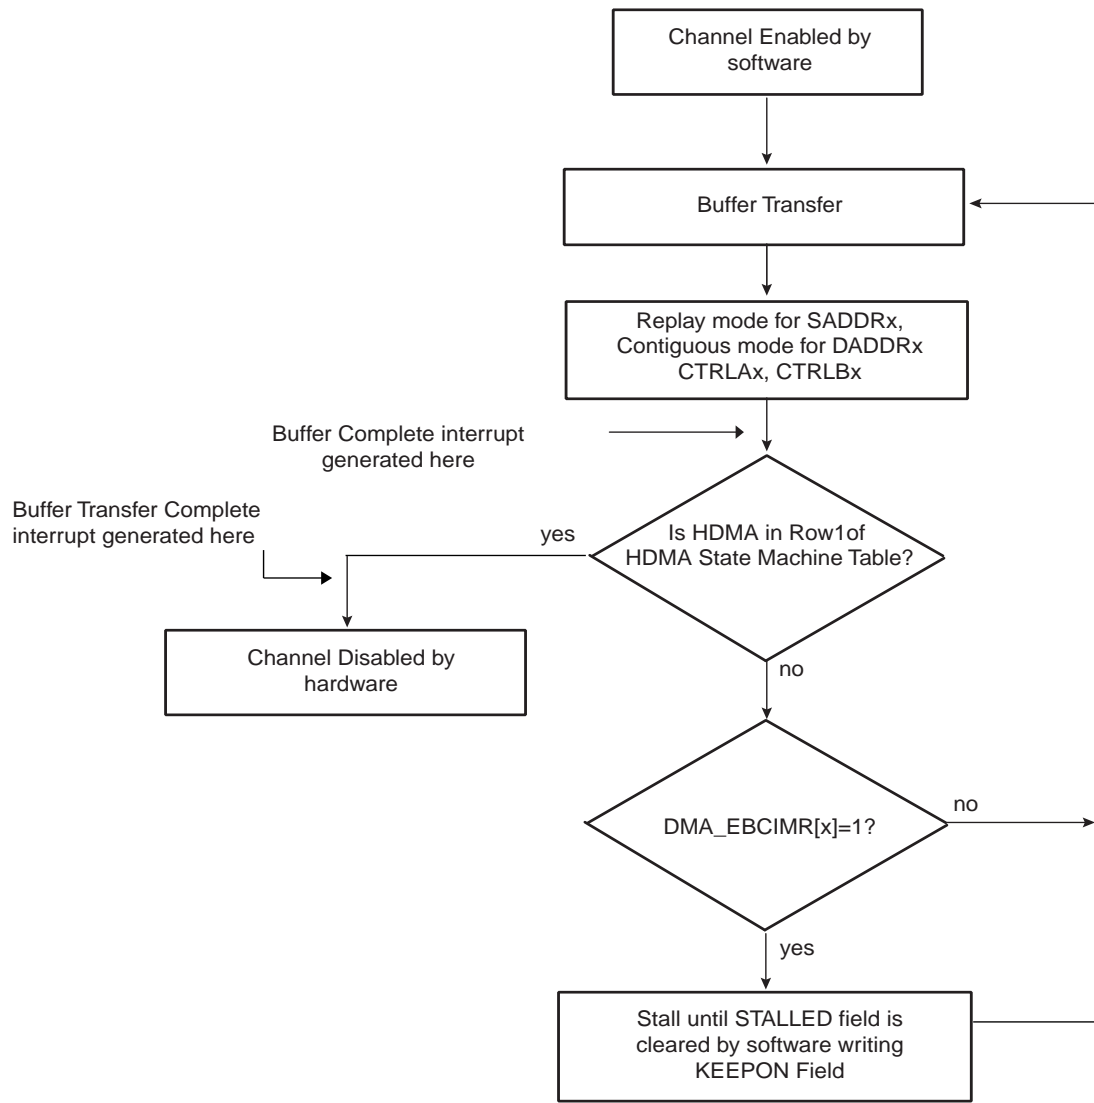 Channel Enabled by
software
Buffer Transfer
Replay mode for SADDRx,
Contiguous mode for DADDRx
CTRLAx, CTRLBx
Buffer Complete interrupt
generated here
Buffer Transfer Complete
interrupt generated here
yes
Is HDMA in Row1of
HDMA State Machine Table?
Channel Disabled by
hardware
no
DMA_EBCIMR[x]=1?
no
yes
Stall until STALLED field is
cleared by software writing
KEEPON Field